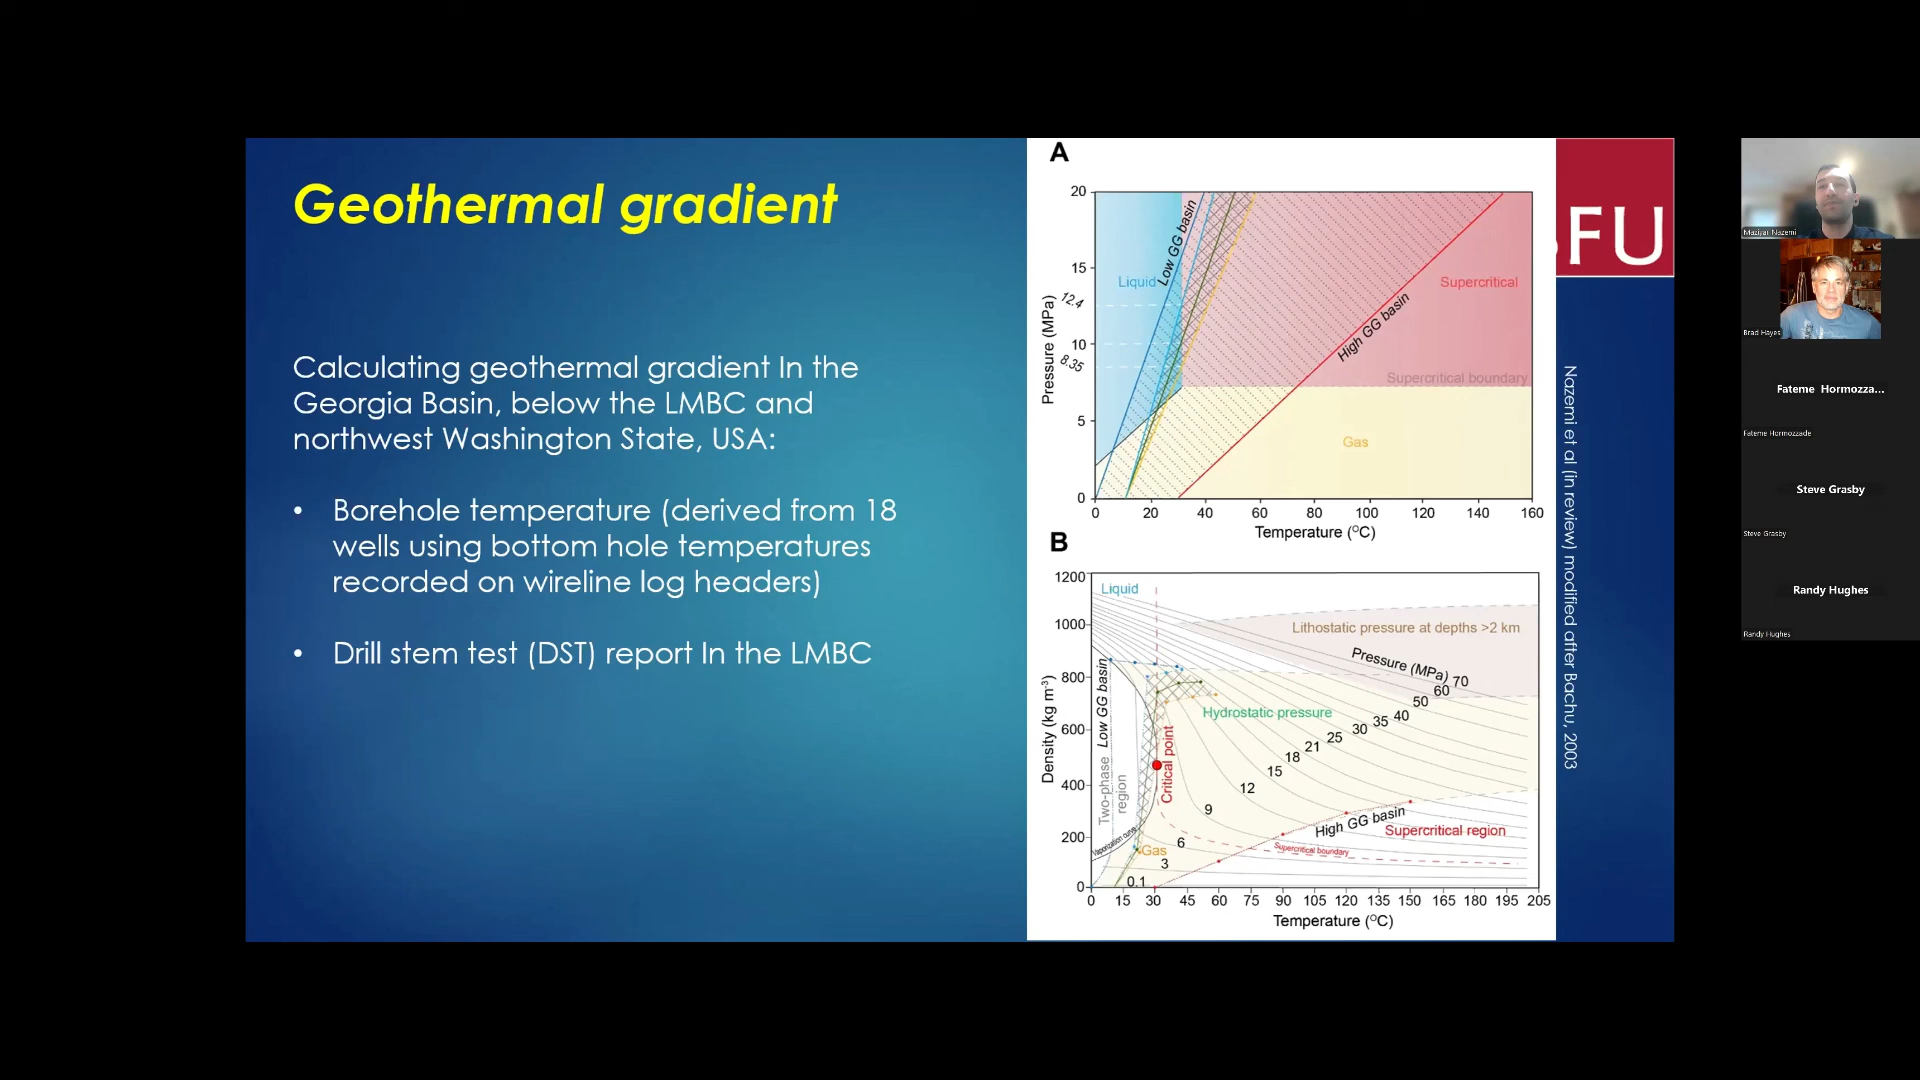 Geothermal gradient
Calculating geothermal gradient In the
Georgia Basin, below the LMBC and
northwest Washington State, USA:
• Borehole temperature (derived from 18
wells using bottom hole temperatures
recorded on wireline log headers)
• Drill stem test (DST) report In the LMBC
A
20
15
12.4
10
8.35
5
0
Pressure (MPa)
Liquid
Low GG basin
High GG basin
Supercritical
Supercritical boundary
Gas
0 20 40 60 80 100 120 140 160
Temperature (°C)
B
1200
1000
800
600
400
200
0
Density (kg m-3)
Liquid
Lithostatic pressure at depths >2 km
Pressure (MPa) 70
60
50
40
35
30
25
21
18
15
12
9
6
3
0.1
Hydrostatic pressure
Low GG basin
Two-phase
region
Critical point
Vaporization curve
Gas
High GG basin
Supercritical region
Supercritical boundary
0 15 30 45 60 75 90 105 120 135 150 165 180 195 205
Temperature (°C)
FU
Nazemi et al (in review) modified after Bachu, 2003
Maziyar Nazemi
Brad Hayes
Fateme Hormozza...
Fateme Hormozzade
Steve Grasby
Steve Grasby
Randy Hughes
Randy Hughes